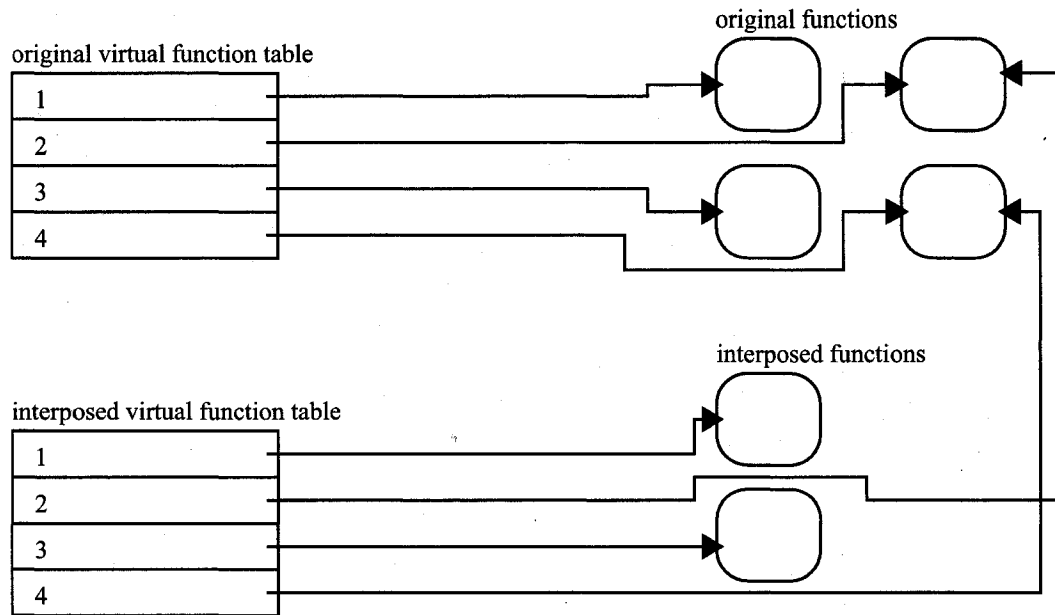 original functions
original virtual function table
1
2
3
4
interposed functions
interposed virtual function table
1
2
3
4